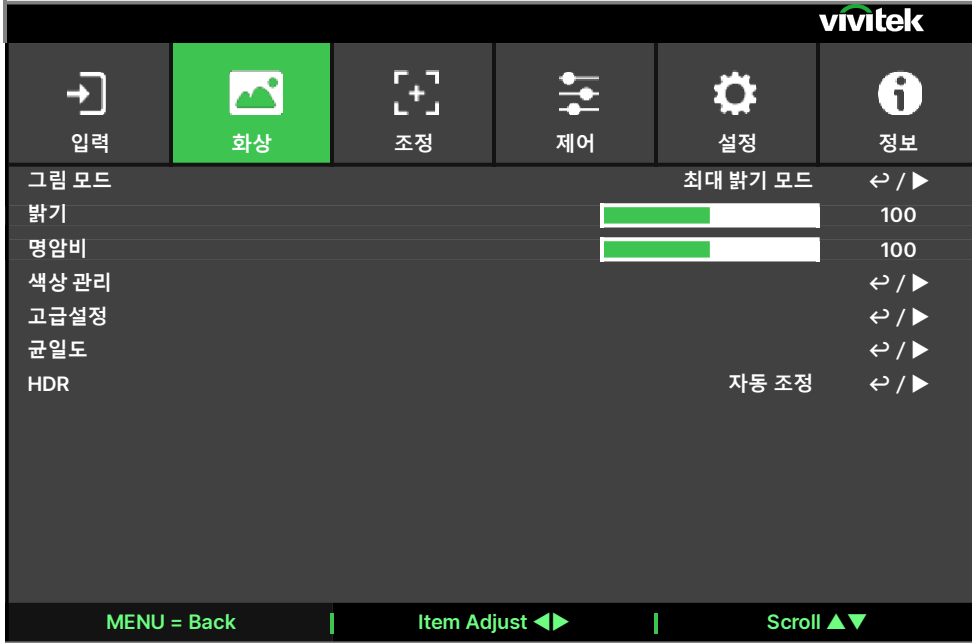 vivitek
입력 화상 조정 제어 설정 정보
그림 모드 최대 밝기 모드 ↩ / ▶
밝기 100
명암비 100
색상 관리 ↩ / ▶
고급설정 ↩ / ▶
균일도 ↩ / ▶
HDR 자동 조정 ↩ / ▶
MENU = Back Item Adjust ◀▶ Scroll ▲▼